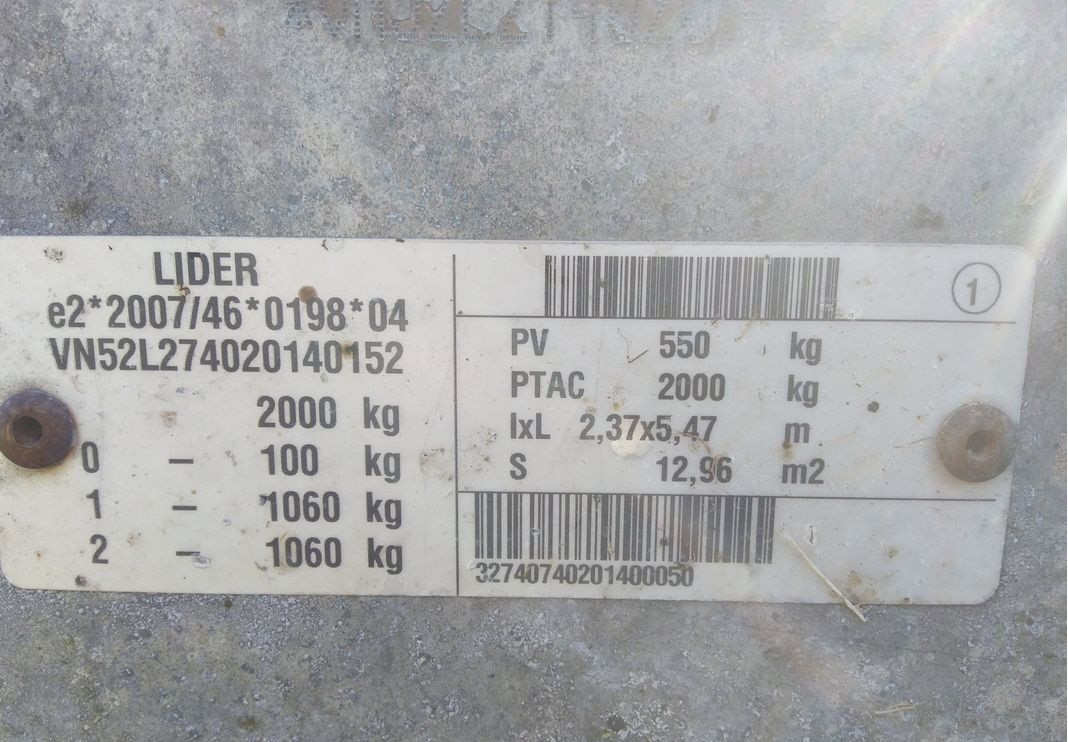 LIDER
e2*2007/46*0198*04
VN52L274020140152
2000 kg
0 – 100 kg
1 – 1060 kg
2 – 1060 kg
1
PV 550 kg
PTAC 2000 kg
lxL 2,37x5,47 m
S 12,96 m2
32740740201400050